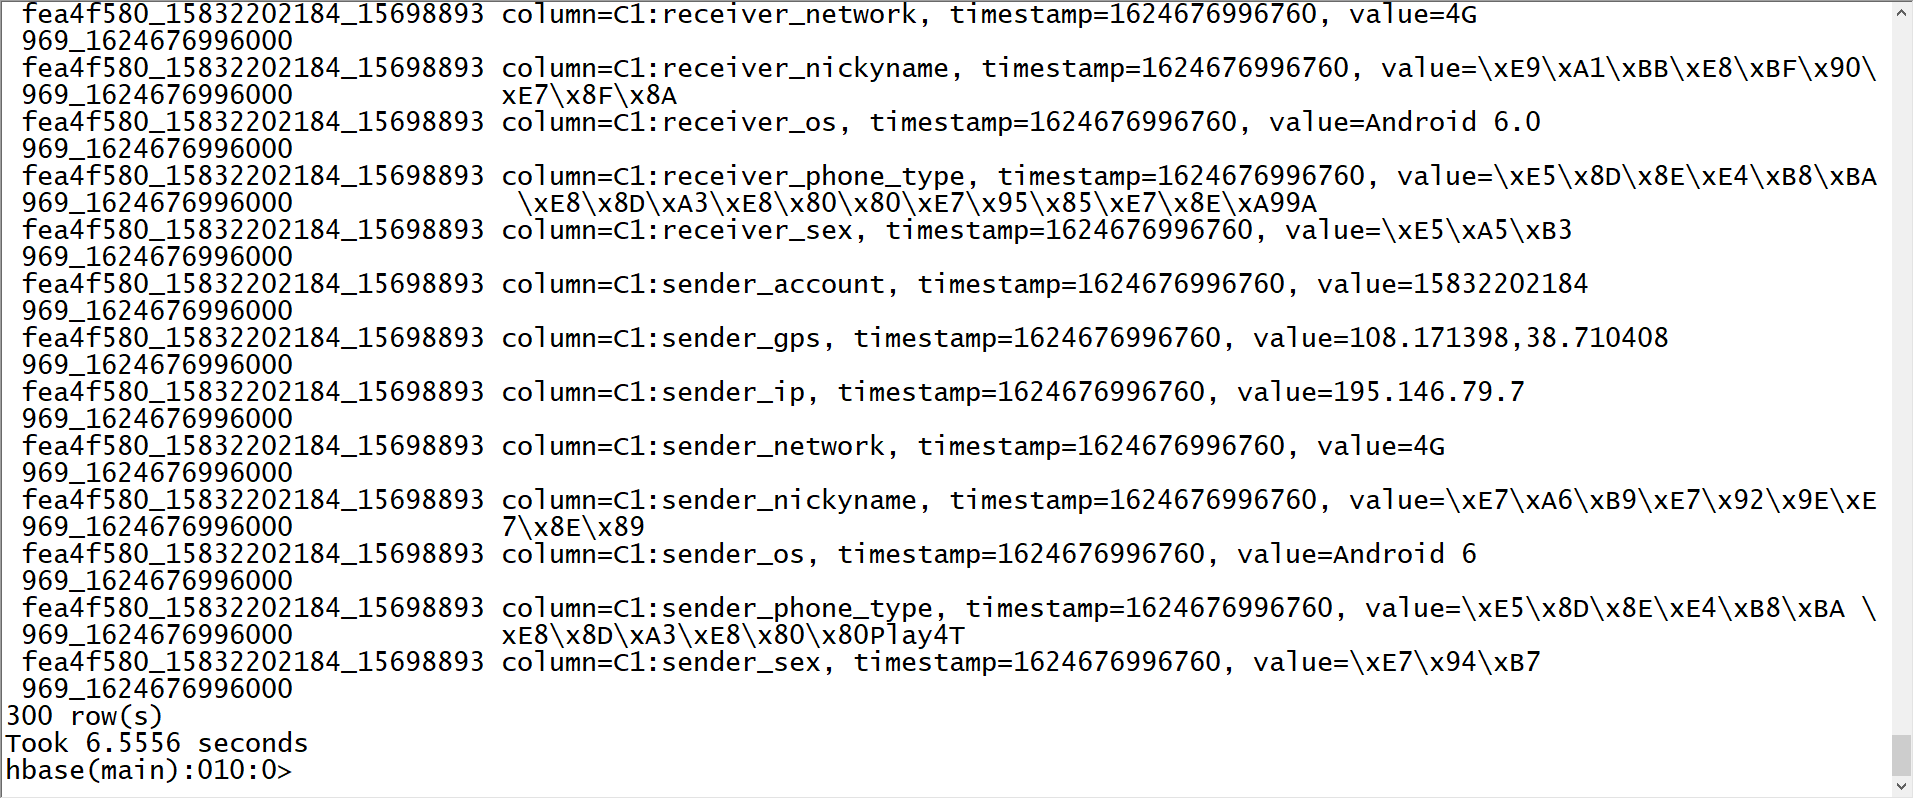 fea4f580_15832202184_15698893 column=C1:receiver_network, timestamp=1624676996760, value=4G
969_1624676996000
fea4f580_15832202184_15698893 column=C1:receiver_nickyname, timestamp=1624676996760, value=\xE9\xA1\xBB\xE8\xBF\x90\
969_1624676996000 xE7\x8F\x8A
fea4f580_15832202184_15698893 column=C1:receiver_os, timestamp=1624676996760, value=Android 6.0
969_1624676996000
fea4f580_15832202184_15698893 column=C1:receiver_phone_type, timestamp=1624676996760, value=\xE5\x8D\x8E\xE4\xB8\xBA
969_1624676996000 \xE8\x8D\xA3\xE8\x80\x80\xE7\x95\x85\xE7\x8E\xA99A
fea4f580_15832202184_15698893 column=C1:receiver_sex, timestamp=1624676996760, value=\xE5\xA5\xB3
969_1624676996000
fea4f580_15832202184_15698893 column=C1:sender_account, timestamp=1624676996760, value=15832202184
969_1624676996000
fea4f580_15832202184_15698893 column=C1:sender_gps, timestamp=1624676996760, value=108.171398,38.710408
969_1624676996000
fea4f580_15832202184_15698893 column=C1:sender_ip, timestamp=1624676996760, value=195.146.79.7
969_1624676996000
fea4f580_15832202184_15698893 column=C1:sender_network, timestamp=1624676996760, value=4G
969_1624676996000
fea4f580_15832202184_15698893 column=C1:sender_nickyname, timestamp=1624676996760, value=\xE7\xA6\xB9\xE7\x92\x9E\xE
969_1624676996000 7\x8E\x89
fea4f580_15832202184_15698893 column=C1:sender_os, timestamp=1624676996760, value=Android 6
969_1624676996000
fea4f580_15832202184_15698893 column=C1:sender_phone_type, timestamp=1624676996760, value=\xE5\x8D\x8E\xE4\xB8\xBA \
969_1624676996000 xE8\x8D\xA3\xE8\x80\x80Play4T
fea4f580_15832202184_15698893 column=C1:sender_sex, timestamp=1624676996760, value=\xE7\x94\xB7
969_1624676996000
300 row(s)
Took 6.5556 seconds
hbase(main):010:0>